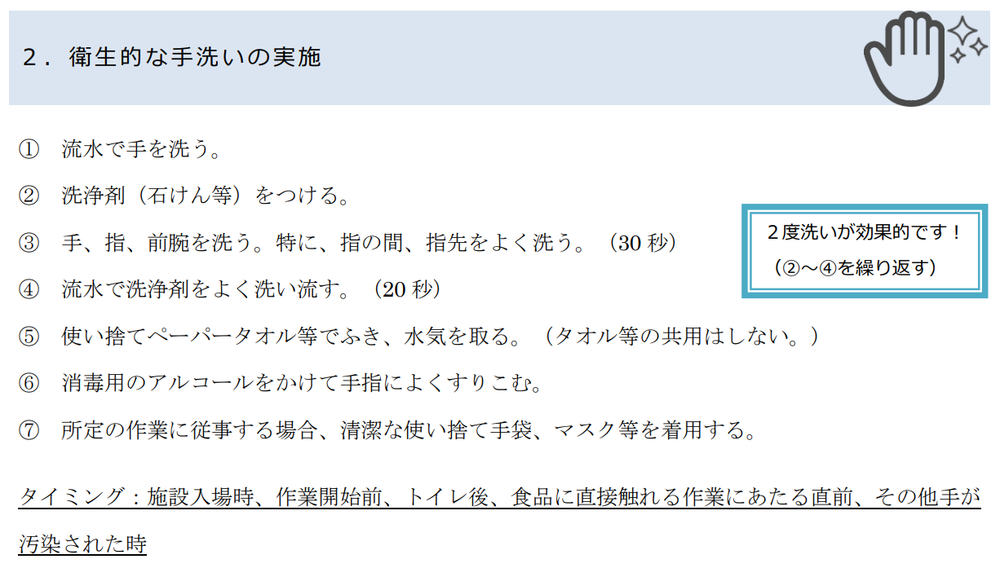 ２．衛生的な手洗いの実施
①　流水で手を洗う。
②　洗浄剤（石けん等）をつける。
③　手、指、前腕を洗う。特に、指の間、指先をよく洗う。（30 秒）
２度洗いが効果的です！
（②～④を繰り返す）
④　流水で洗浄剤をよく洗い流す。（20 秒）
⑤　使い捨てペーパータオル等でふき、水気を取る。（タオル等の共用はしない。）
⑥　消毒用のアルコールをかけて手指によくすりこむ。
⑦　所定の作業に従事する場合、清潔な使い捨て手袋、マスク等を着用する。
タイミング：施設入場時、作業開始前、トイレ後、食品に直接触れる作業にあたる直前、その他手が
汚染された時